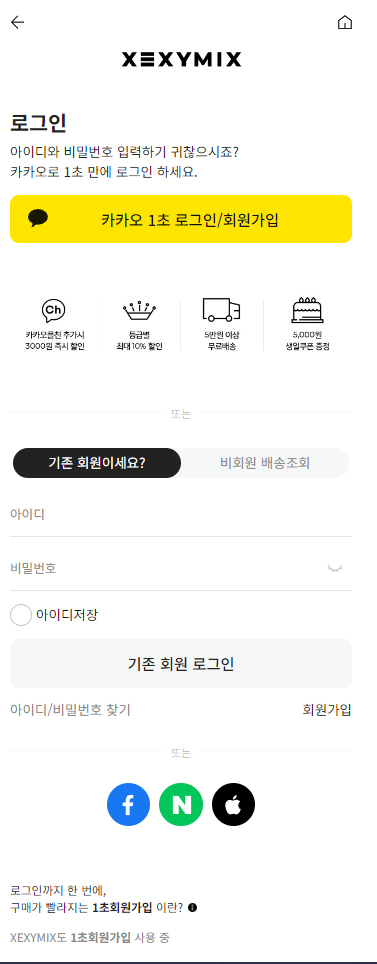 XEXYMIX
로그인
아이디와 비밀번호 입력하기 귀찮으시죠?
카카오로 1초 만에 로그인 하세요.
카카오 1초 로그인/회원가입
Ch
카카오플친 추가시
3000원 즉시 할인
등급별
최대 10% 할인
5만원 이상
무료배송
5,000원
생일쿠폰 증정
또는
기존 회원이세요?
비회원 배송조회
아이디
비밀번호
아이디저장
기존 회원 로그인
아이디/비밀번호 찾기
회원가입
또는
로그인까지 한 번에,
구매가 빨라지는 1초회원가입 이란?
XEXYMIX도 1초회원가입 사용 중